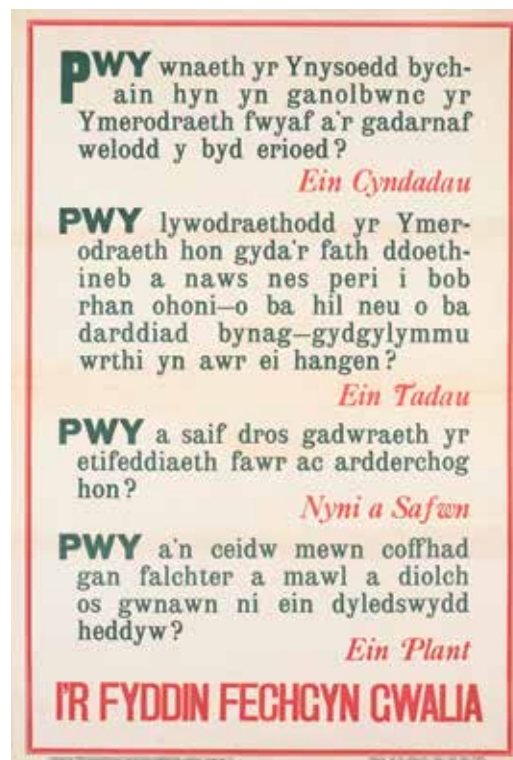 PWY wnaeth yr Ynysoedd bych-
ain hyn yn ganolbwnc yr
Ymerodraeth fwyaf a'r gadarnaf
welodd y byd erioed?
Ein Cyndadau
PWY lywodraethodd yr Ymer-
odraeth hon gyda'r fath ddoeth-
ineb a naws nes peri i bob
rhan ohoni—o ba hil neu o ba
darddiad bynag—gydgylymmu
wrthi yn awr ei hangen?
Ein Tadau
PWY a saif dros gadwraeth yr
etifeddiaeth fawr ac ardderchog
hon?
Nyni a Safwn
PWY a'n ceidw mewn coffhad
gan falchter a mawl a diolch
os gwnawn ni ein dyledswydd
heddyw?
Ein Plant
I'R FYDDIN FECHGYN GWALIA